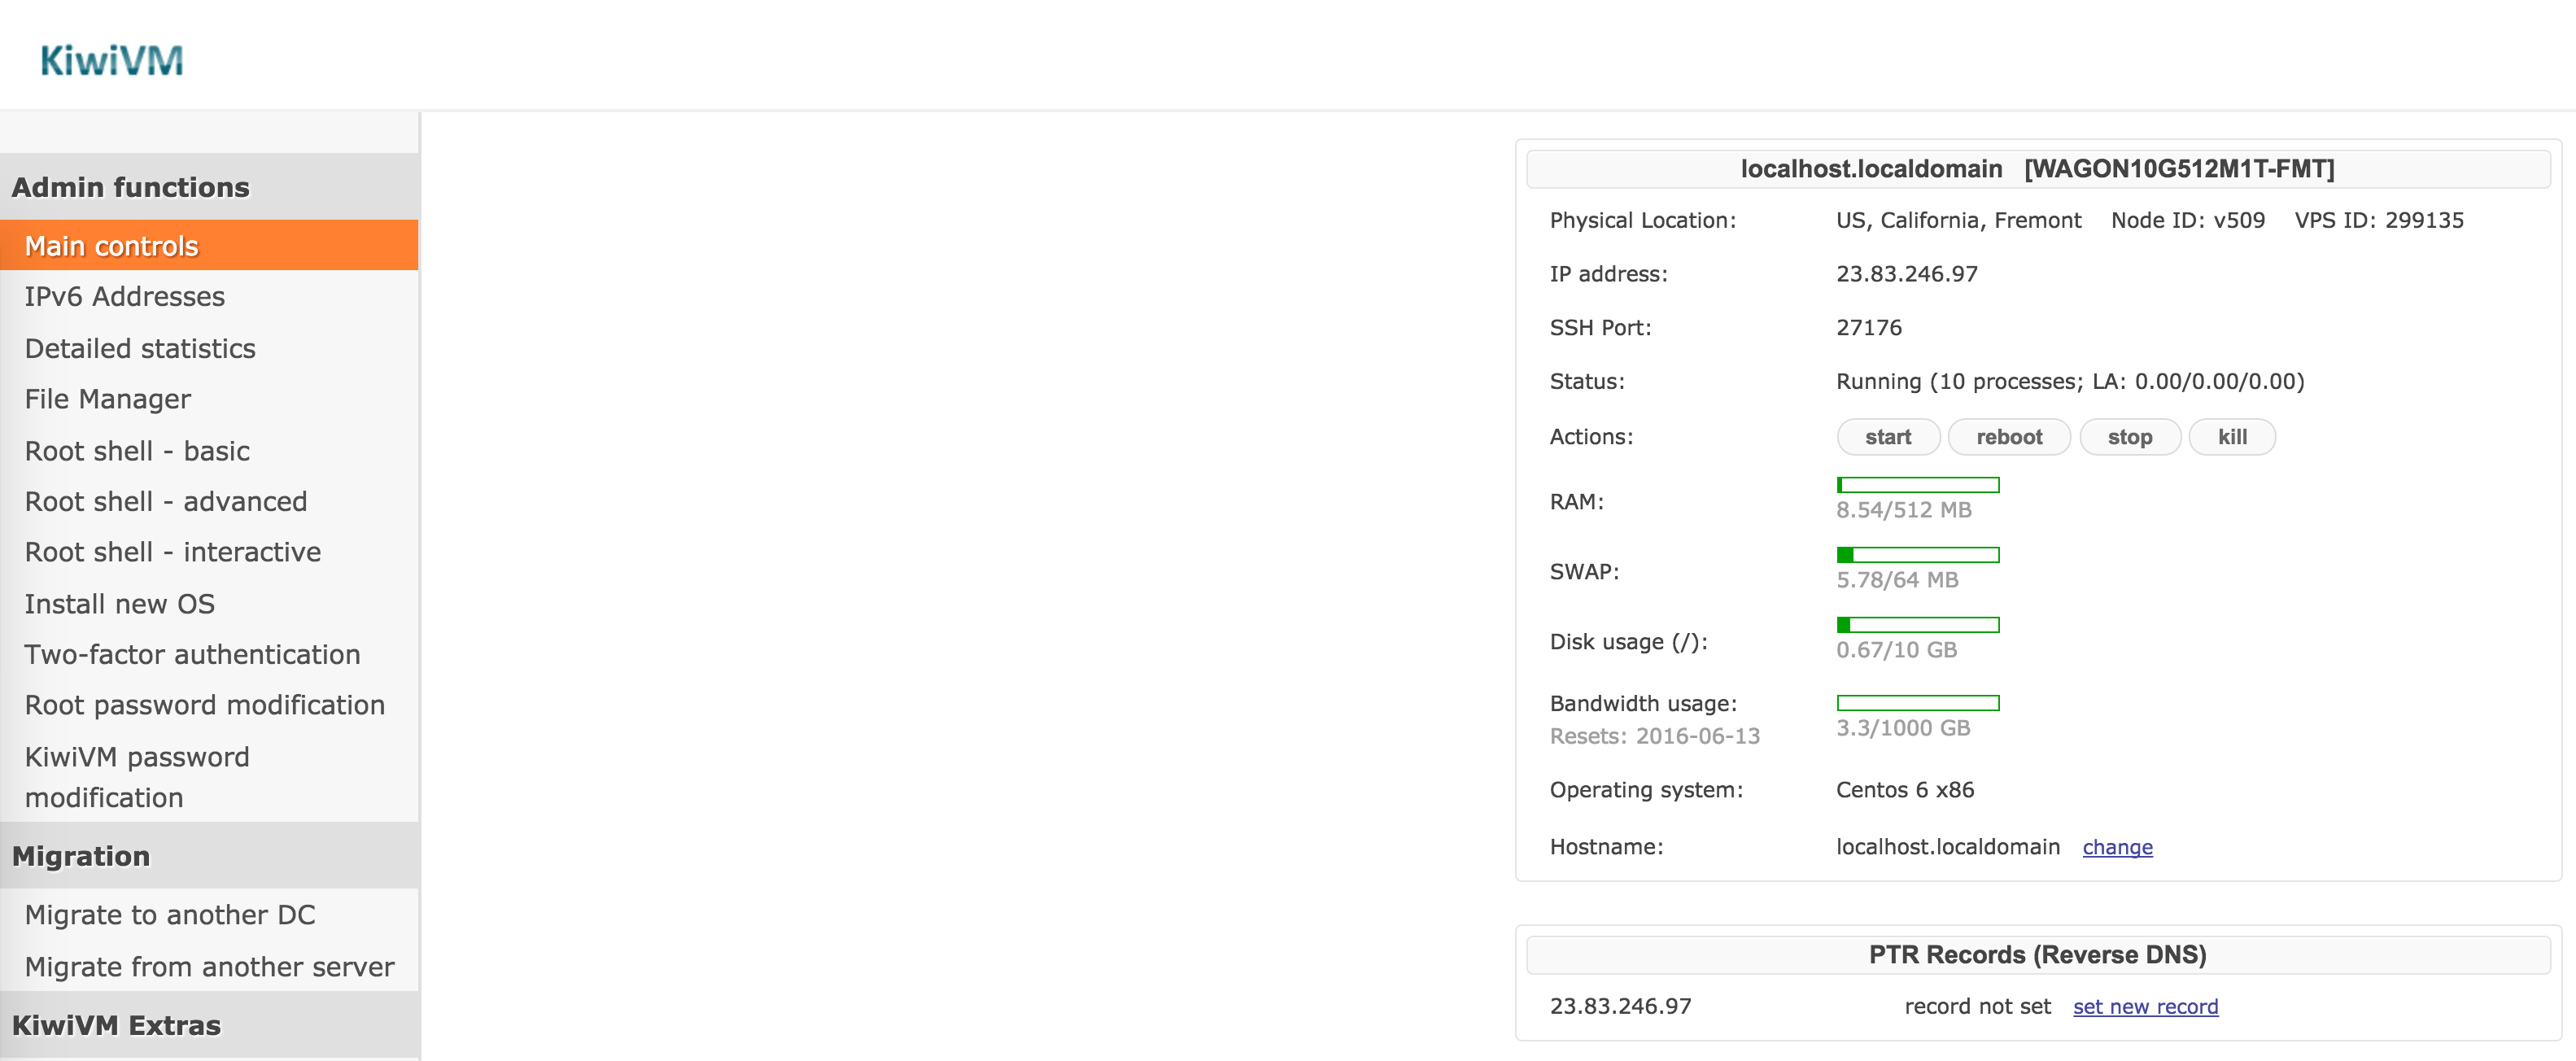 KiwiVM
Admin functions
Main controls
IPv6 Addresses
Detailed statistics
File Manager
Root shell - basic
Root shell - advanced
Root shell - interactive
Install new OS
Two-factor authentication
Root password modification
KiwiVM password
modification
Migration
Migrate to another DC
Migrate from another server
KiwiVM Extras
localhost.localdomain [WAGON10G512M1T-FMT]
Physical Location: US, California, Fremont Node ID: v509 VPS ID: 299135
IP address: 23.83.246.97
SSH Port: 27176
Status: Running (10 processes; LA: 0.00/0.00/0.00)
Actions: start reboot stop kill
RAM: 8.54/512 MB
SWAP: 5.78/64 MB
Disk usage (/): 0.67/10 GB
Bandwidth usage: 3.3/1000 GB
Resets: 2016-06-13
Operating system: Centos 6 x86
Hostname: localhost.localdomain change
PTR Records (Reverse DNS)
23.83.246.97 record not set set new record